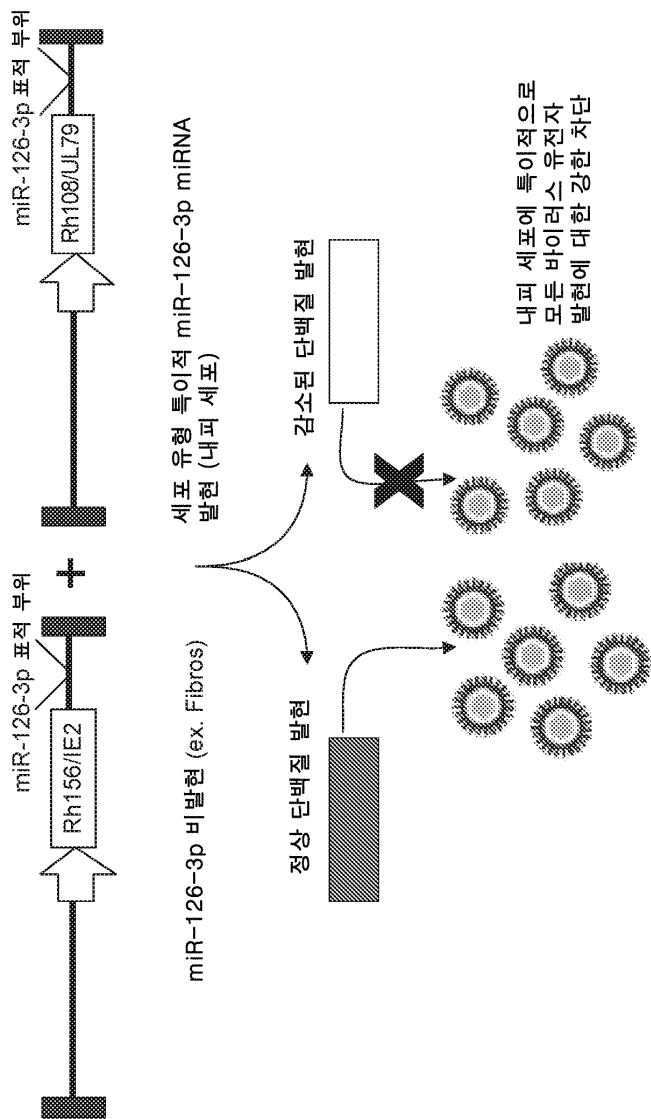 miR-126-3p 표적 부위
Rh156/IE2
+
miR-126-3p 표적 부위
Rh108/UL79
miR-126-3p 비발현 (ex. Fibros)
세포 유형 특이적 miR-126-3p miRNA
발현 (내피 세포)
정상 단백질 발현
감소된 단백질 발현
내피 세포에 특이적으로
모든 바이러스 유전자
발현에 대한 강한 차단